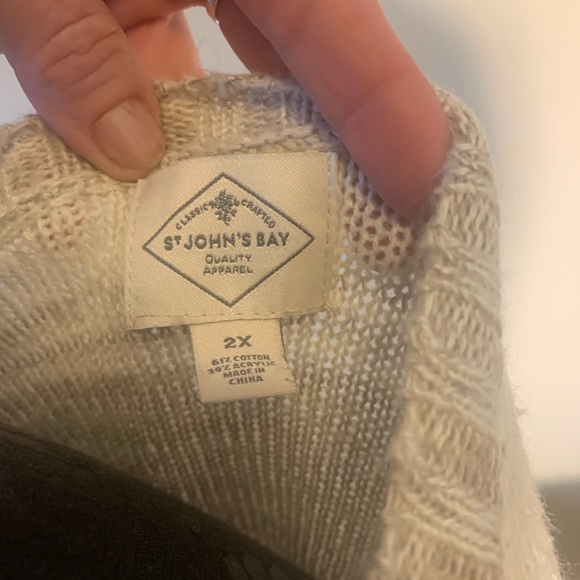 CLASSIC CRAFTED
ST JOHN'S BAY
QUALITY
APPAREL
2X
61% COTTON
39% ACRYLIC
MADE IN
CHINA